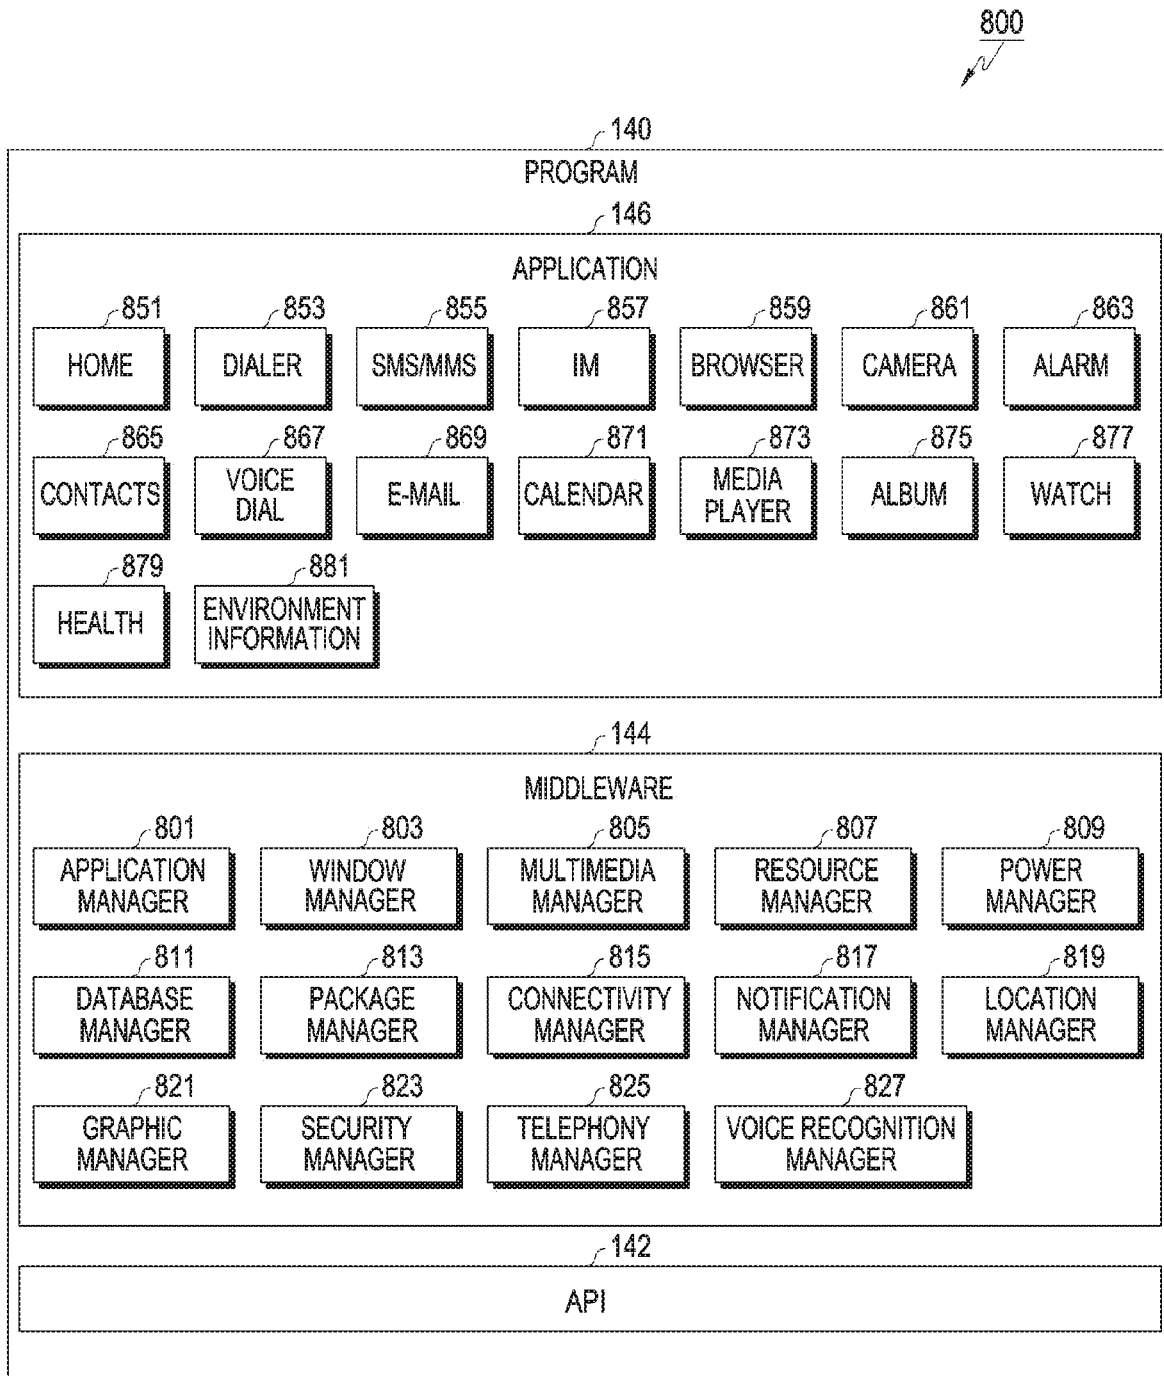 800
140
PROGRAM
146
APPLICATION
851 853 855 857 859 861 863
HOME DIALER SMS/MMS IM BROWSER CAMERA ALARM
865 867 869 871 873 875 877
CONTACTS VOICE DIAL E-MAIL CALENDAR MEDIA PLAYER ALBUM WATCH
879 881
HEALTH ENVIRONMENT INFORMATION
144
MIDDLEWARE
801 803 805 807 809
APPLICATION WINDOW MULTIMEDIA RESOURCE POWER
MANAGER MANAGER MANAGER MANAGER MANAGER
811 813 815 817 819
DATABASE PACKAGE CONNECTIVITY NOTIFICATION LOCATION
MANAGER MANAGER MANAGER MANAGER MANAGER
821 823 825 827
GRAPHIC SECURITY TELEPHONY VOICE RECOGNITION
MANAGER MANAGER MANAGER MANAGER
142
API